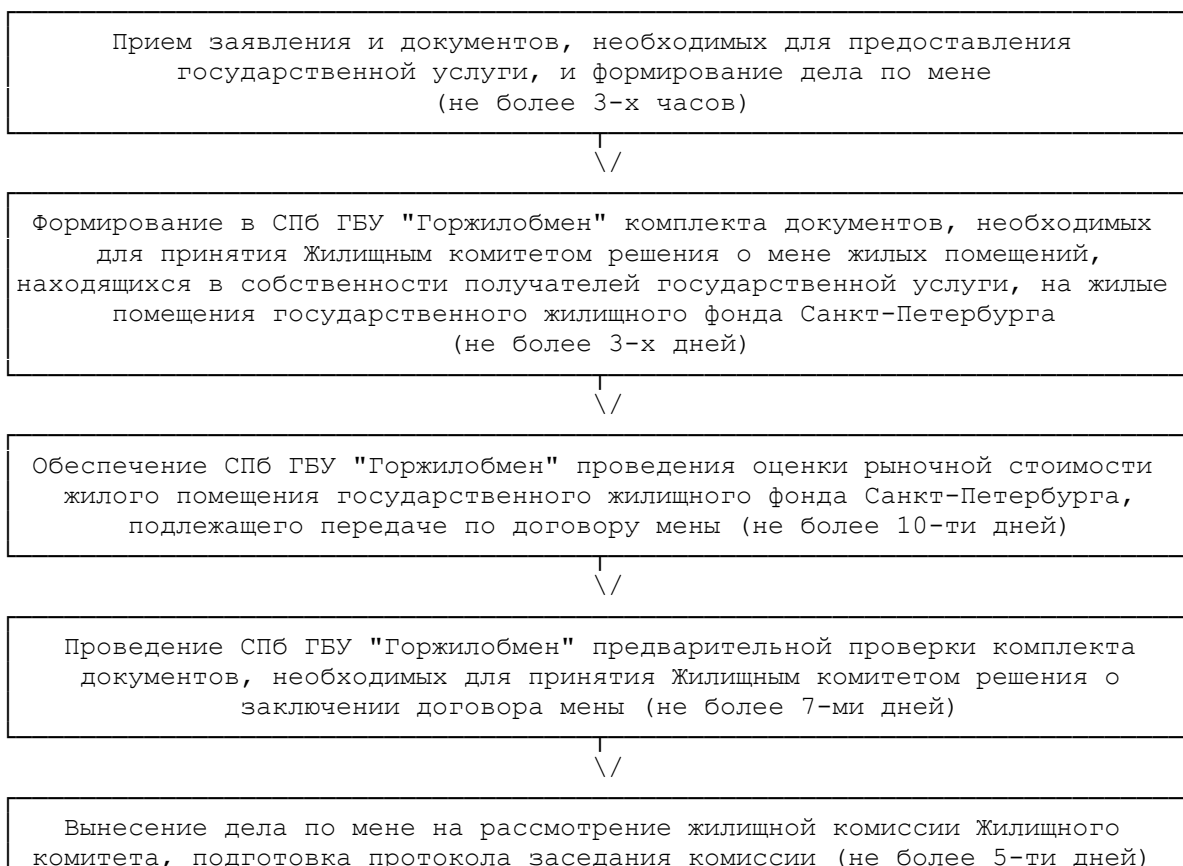 Прием заявления и документов, необходимых для предоставления
государственной услуги, и формирование дела по мене
(не более 3-х часов)
\/
Формирование в СПб ГБУ "Горжилобмен" комплекта документов, необходимых
для принятия Жилищным комитетом решения о мене жилых помещений,
находящихся в собственности получателей государственной услуги, на жилые
помещения государственного жилищного фонда Санкт-Петербурга
(не более 3-х дней)
\/
Обеспечение СПб ГБУ "Горжилобмен" проведения оценки рыночной стоимости
жилого помещения государственного жилищного фонда Санкт-Петербурга,
подлежащего передаче по договору мены (не более 10-ти дней)
\/
Проведение СПб ГБУ "Горжилобмен" предварительной проверки комплекта
документов, необходимых для принятия Жилищным комитетом решения о
заключении договора мены (не более 7-ми дней)
\/
Вынесение дела по мене на рассмотрение жилищной комиссии Жилищного
комитета, подготовка протокола заседания комиссии (не более 5-ти дней)